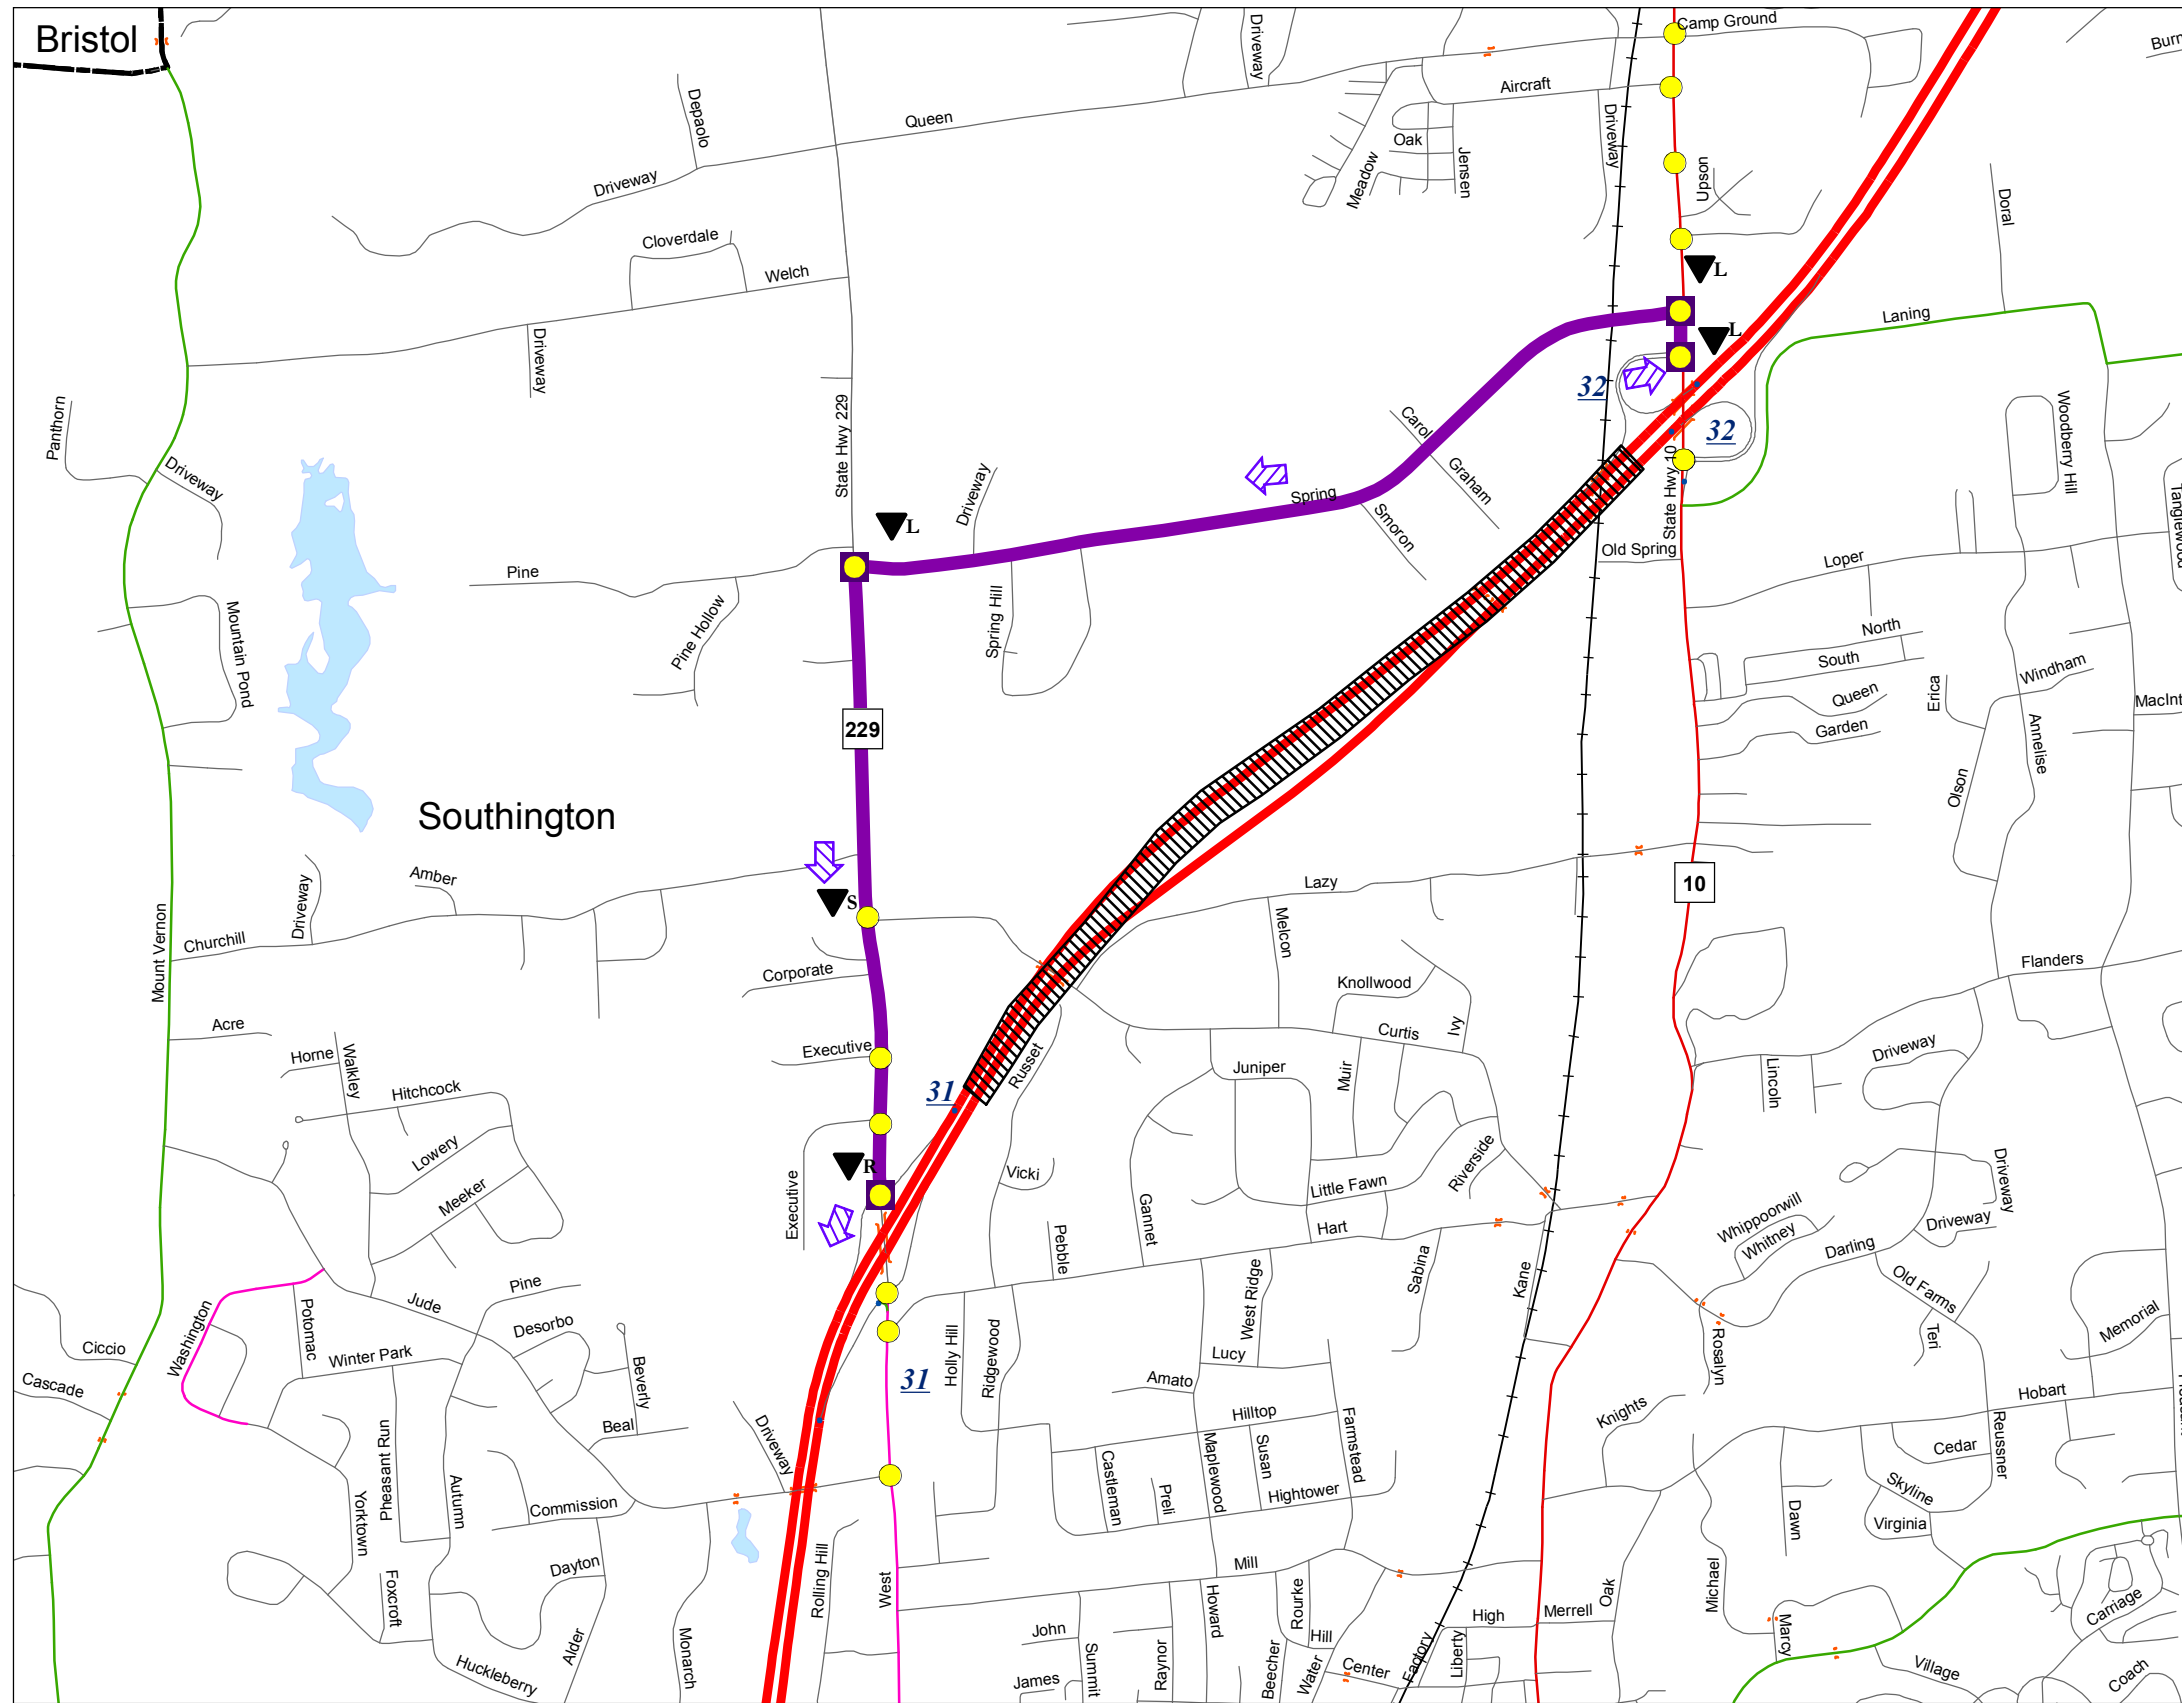 Bristol
Camp Ground
Driveway
Burn
Depaolo
Queen
Aircraft
Driveway
Oak
Jensen
Meadow
Upson
Driveway
Doral
Cloverdale
Welch
L
L
Laning
Driveway
32
32
Panthorn
State Hwy 229
Carol
Graham
Woodberry Hill
Driveway
Driveway
Spring
Smoron
State Hwy 10
Tanglewood
L
Old Spring
Loper
Pine
Mountain Pond
Pine Hollow
Spring Hill
North
South
Windham
Queen
Erica
MacInt
Garden
Annelise
229
Olson
Southington
Amber
Lazy
10
S
Driveway
Churchill
Melcon
Mount Vernon
Corporate
Flanders
Knollwood
Acre
Curtis
Ivy
Horne
Walkley
Executive
Russet
Driveway
Juniper
Muir
Lincoln
Hitchcock
31
Lowery
Riverside
Vicki
R
Meeker
Little Fawn
Driveway
Executive
Gannet
Whippoorwill
Whitney
Driveway
Pebble
Hart
Darling
Sabina
Kane
Old Farms
Pine
Jude
Potomac
West Ridge
Desorbo
Washington
Memorial
Teri
Ciccio
Winter Park
Holly Hill
Ridgewood
Lucy
Rosalyn
Cascade
Beverly
31
Amato
Hobart
Beal
Hilltop
Knights
Driveway
Pheasant Run
Farmstead
Reussner
Cedar
Susan
Maplewood
Castleman
Autumn
Commission
Preli
Hightower
Skyline
Yorktown
Virginia
Dawn
Dayton
Mill
Rolling Hill
West
Foxcroft
Howard
Rourke
Oak
Michael
High
Merrell
Carriage
John
Hill
Marcy
Alder
Monarch
Summit
Raynor
Beecher
Water
Center
Factory
Liberty
Huckleberry
James
Village
Coach